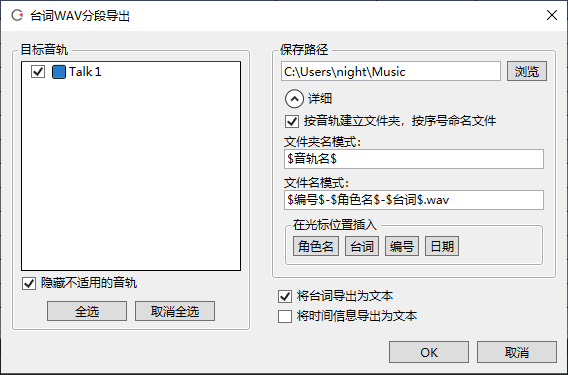 台词WAV分段导出
目标音轨
Talk 1
隐藏不适用的音轨
全选
取消全选
保存路径
C:\Users\night\Music
浏览
详细
按音轨建立文件夹，按序号命名文件
文件夹名模式：
$音轨名$
文件名模式：
$编号$-$角色名$-$台词$.wav
在光标位置插入
角色名
台词
编号
日期
将台词导出为文本
将时间信息导出为文本
OK
取消